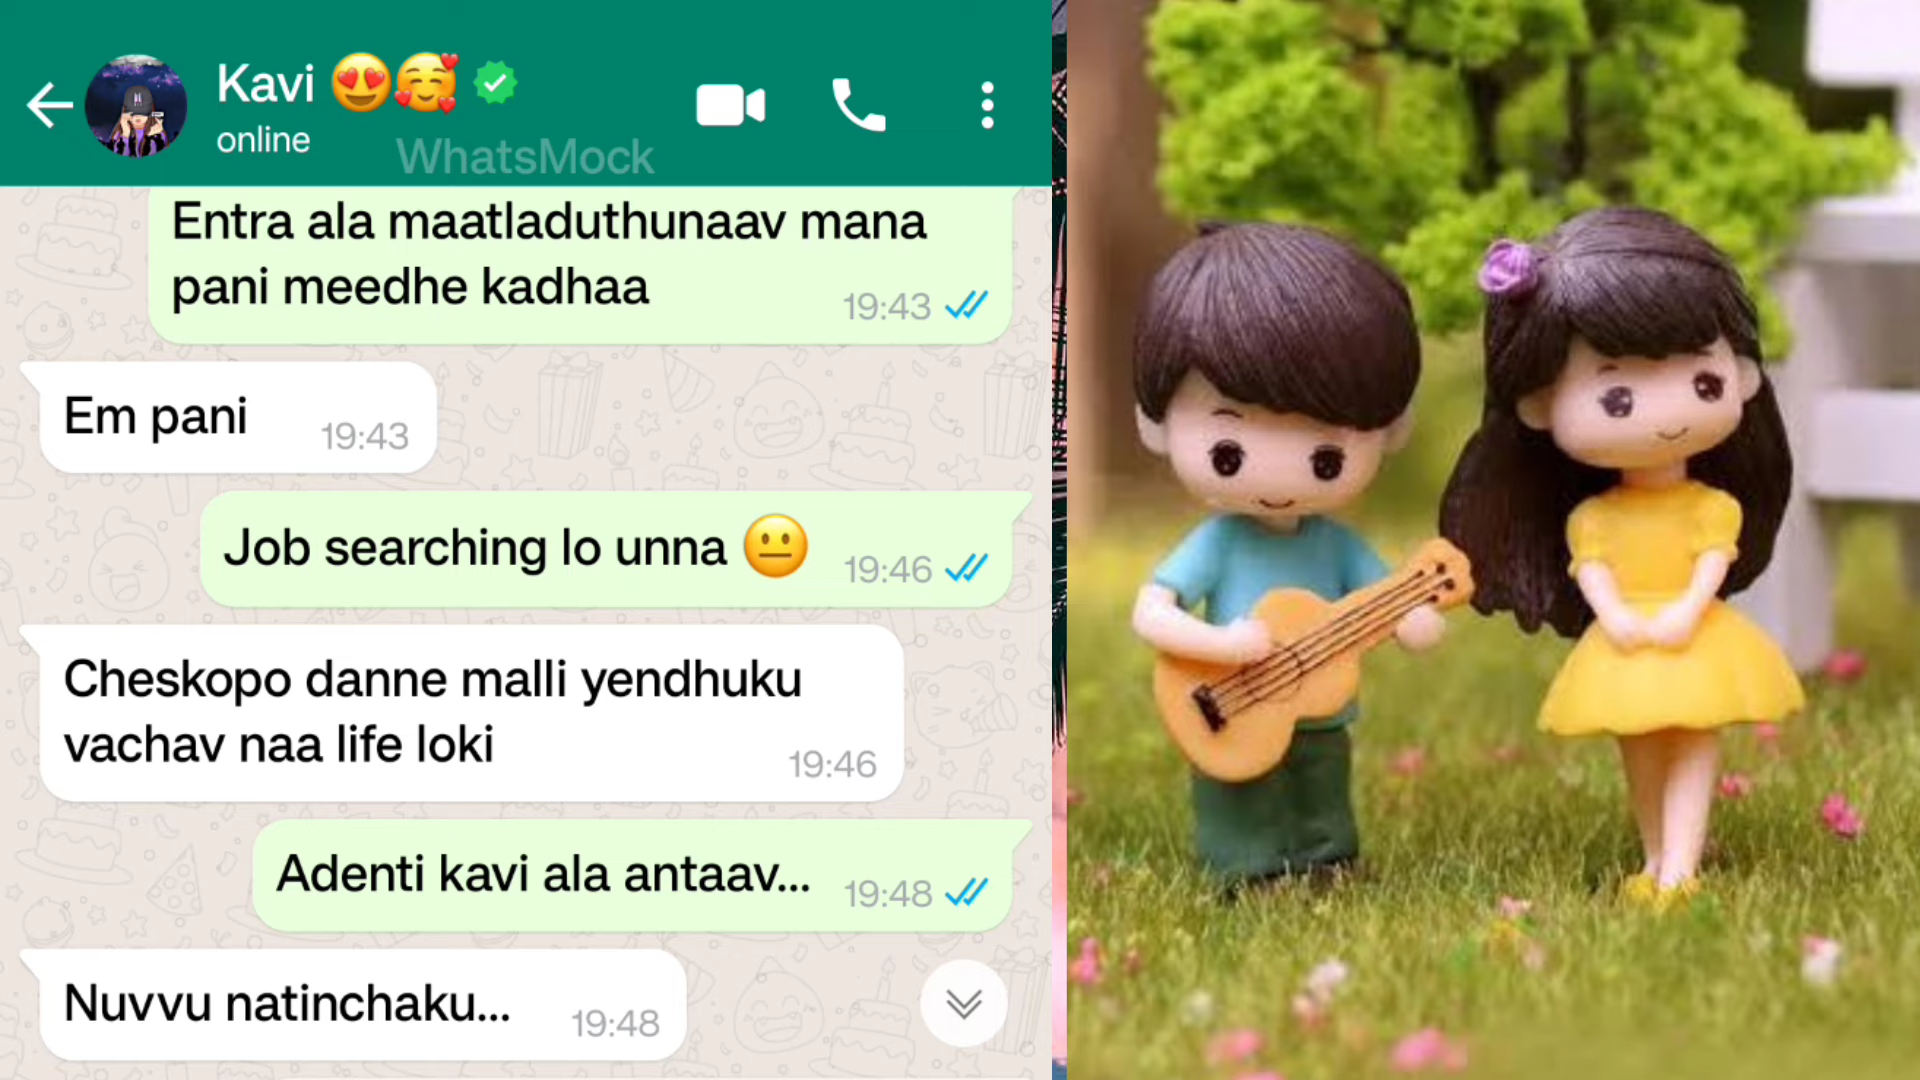 Kavi 😍🥰
online
WhatsMock
Entra ala maatladuthunaav mana
pani meedhe kadhaa
19:43
Em pani
19:43
Job searching lo unna 😐
19:46
Cheskopo danne malli yendhuku
vachav naa life loki
19:46
Adenti kavi ala antaav...
19:48
Nuvvu natinchaku...
19:48